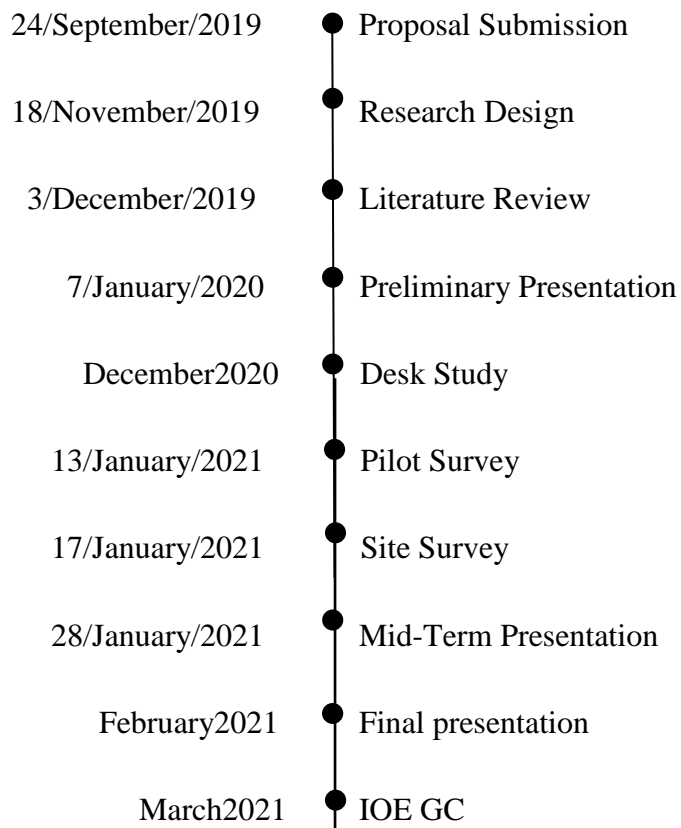 24/September/2019 Proposal Submission
18/November/2019 Research Design
3/December/2019 Literature Review
7/January/2020 Preliminary Presentation
December2020 Desk Study
13/January/2021 Pilot Survey
17/January/2021 Site Survey
28/January/2021 Mid-Term Presentation
February2021 Final presentation
March2021 IOE GC